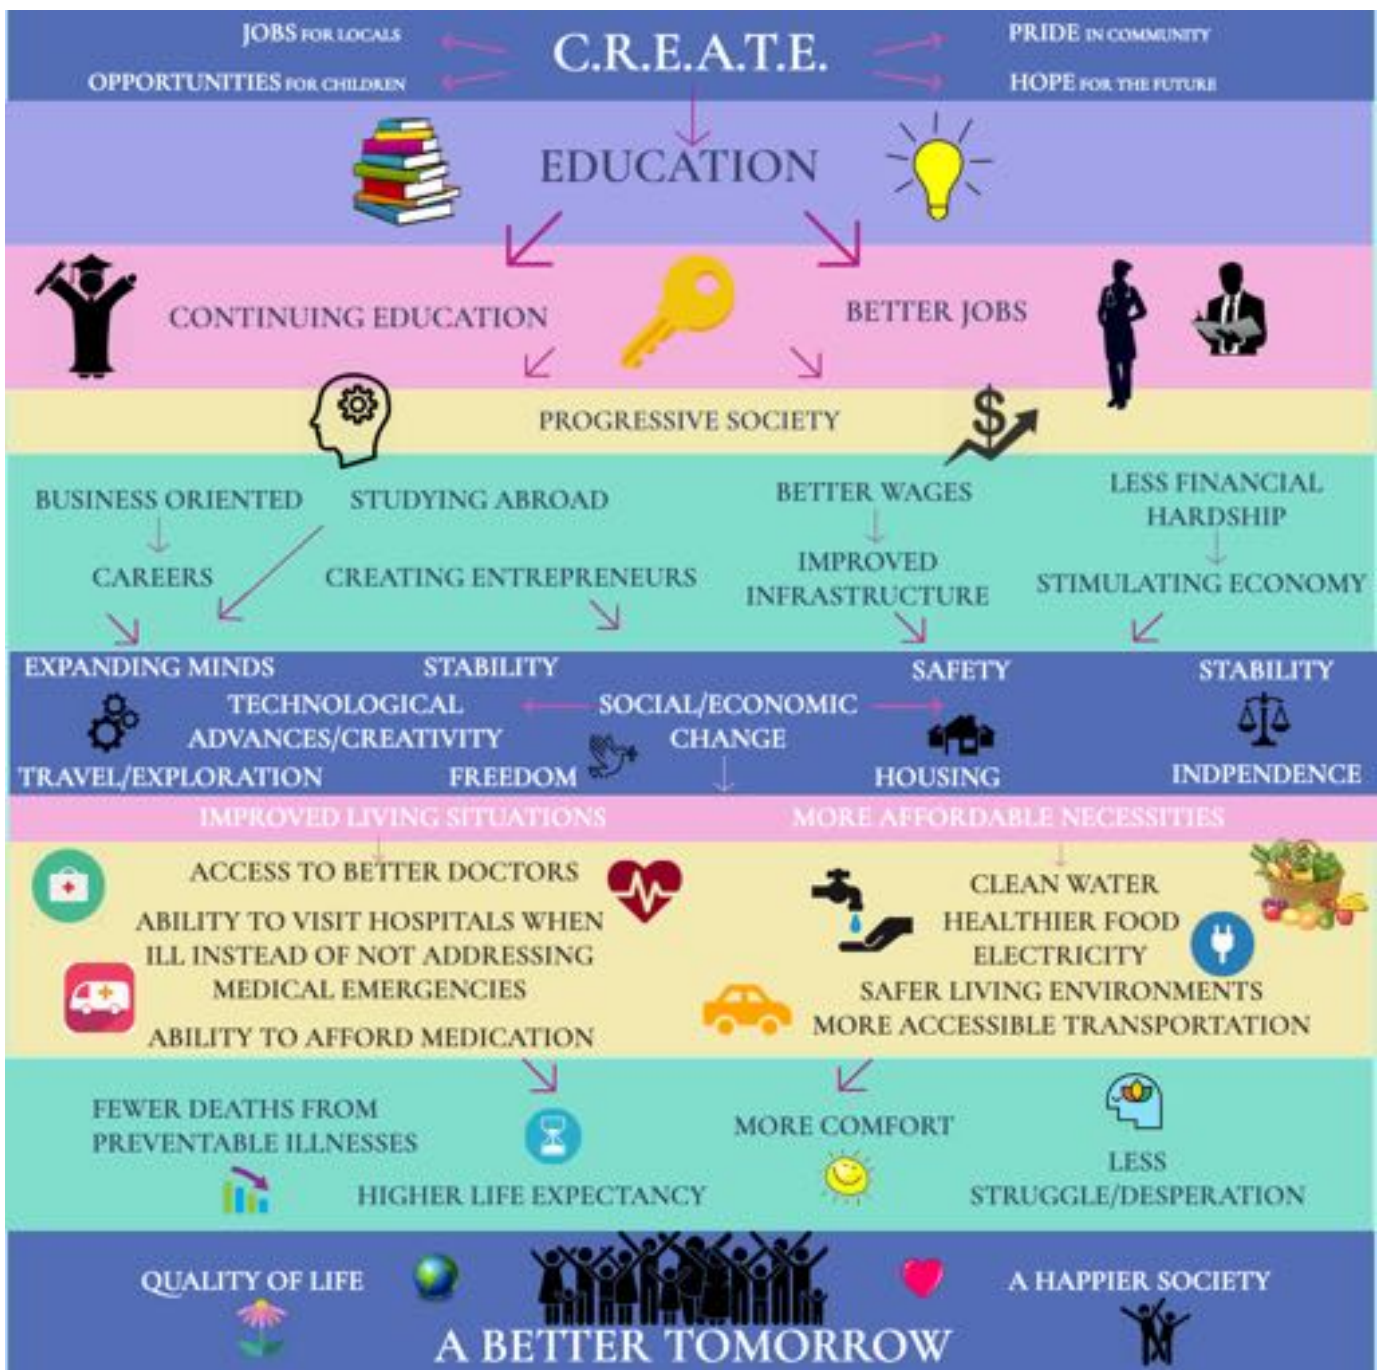 JOBS FOR LOCALS
C.R.E.A.T.E.
PRIDE IN COMMUNITY
OPPORTUNITIES FOR CHILDREN
HOPE FOR THE FUTURE
EDUCATION
CONTINUING EDUCATION
BETTER JOBS
PROGRESSIVE SOCIETY
$
BUSINESS ORIENTED
STUDYING ABROAD
BETTER WAGES
LESS FINANCIAL
HARDSHIP
CAREERS
CREATING ENTREPRENEURS
IMPROVED
INFRASTRUCTURE
STIMULATING ECONOMY
EXPANDING MINDS
STABILITY
SAFETY
STABILITY
TECHNOLOGICAL
ADVANCES/CREATIVITY
SOCIAL/ECONOMIC
CHANGE
TRAVEL/EXPLORATION
FREEDOM
HOUSING
INDPENDENCE
IMPROVED LIVING SITUATIONS
MORE AFFORDABLE NECESSITIES
ACCESS TO BETTER DOCTORS
ABILITY TO VISIT HOSPITALS WHEN
ILL INSTEAD OF NOT ADDRESSING
MEDICAL EMERGENCIES
ABILITY TO AFFORD MEDICATION
CLEAN WATER
HEALTHIER FOOD
ELECTRICITY
SAFER LIVING ENVIRONMENTS
MORE ACCESSIBLE TRANSPORTATION
FEWER DEATHS FROM
PREVENTABLE ILLNESSES
HIGHER LIFE EXPECTANCY
MORE COMFORT
LESS
STRUGGLE/DESPERATION
QUALITY OF LIFE
A HAPPIER SOCIETY
A BETTER TOMORROW